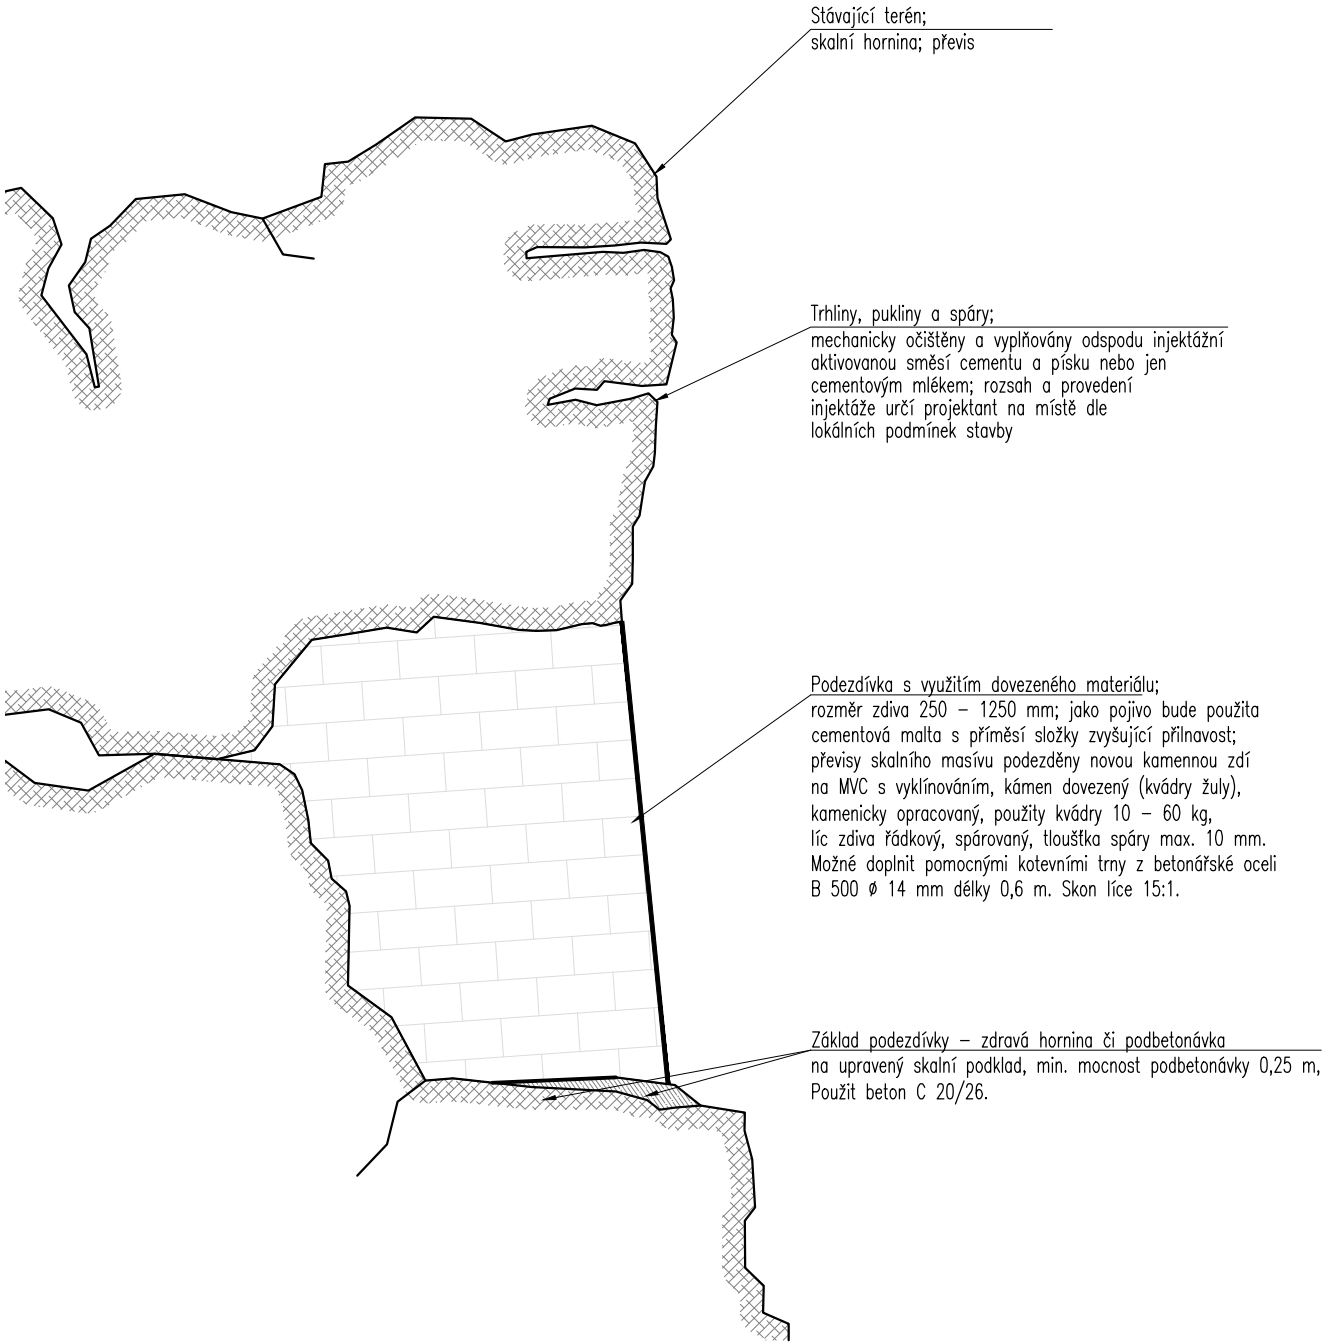 Stávající terén;
skalní hornina; převis
Trhliny, pukliny a spáry;
mechanicky očištěny a vyplňovány odspodu injektážní
aktivovanou směsí cementu a písku nebo jen
cementovým mlékem; rozsah a provedení
injektáže určí projektant na místě dle
lokálních podmínek stavby
Podezdívka s využitím dovezeného materiálu;
rozměr zdiva 250 – 1250 mm; jako pojivo bude použita
cementová malta s příměsí složky zvyšující přilnavost;
převisy skalního masívu podezděny novou kamennou zdí
na MVC s vyklínováním, kámen dovezený (kvádry žuly),
kamenicky opracovaný, použity kvádry 10 – 60 kg,
líc zdiva řádkový, spárovaný, tloušťka spáry max. 10 mm.
Možné doplnit pomocnými kotevními trny z betonářské oceli
B 500 Ø 14 mm délky 0,6 m. Skon líce 15:1.
Základ podezdívky – zdravá hornina či podbetonávka
na upravený skalní podklad, min. mocnost podbetonávky 0,25 m,
Použit beton C 20/26.